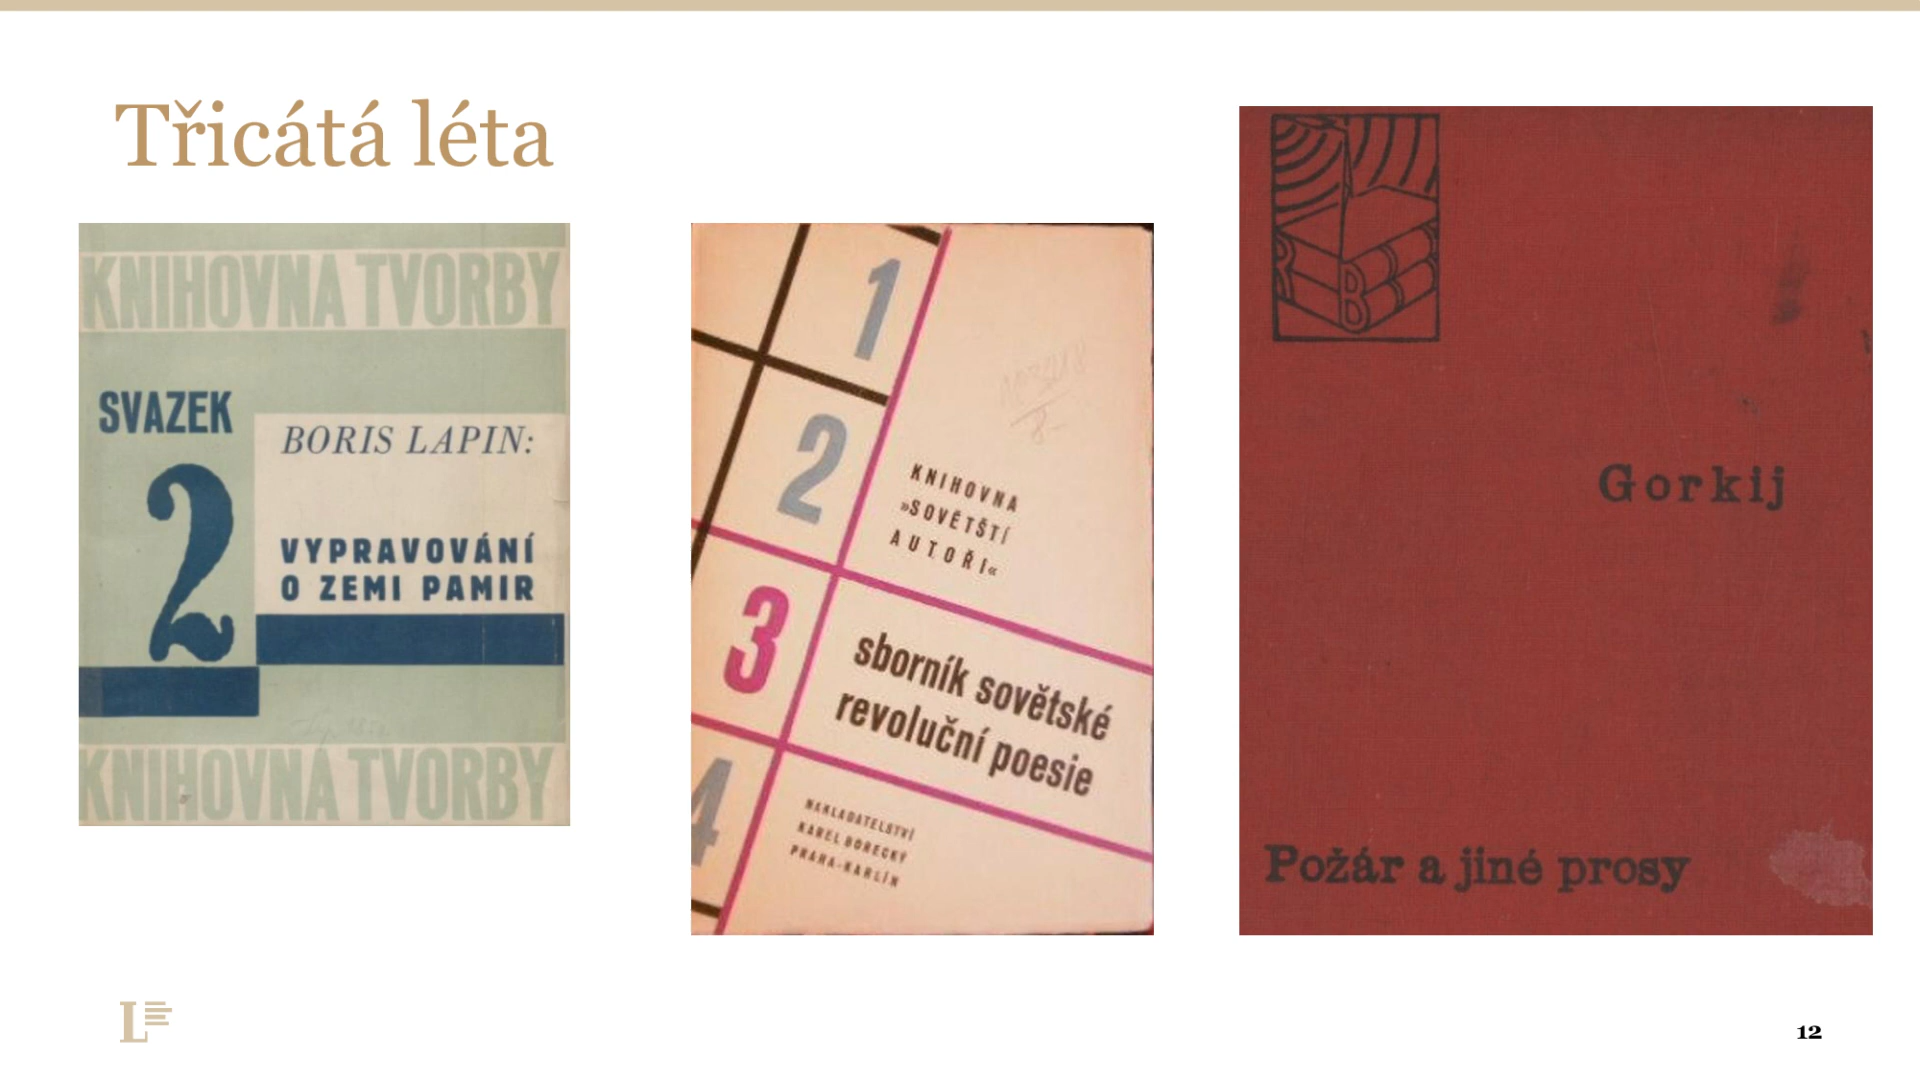 Třicátá léta
KNIHOVNA TVORBY
SVAZEK
2
BORIS LAPIN:
VYPRAVOVÁNÍ
O ZEMI PAMIR
KNIHOVNA TVORBY
1
2
KNIHOVNA
»SOVĚTŠTÍ
AUTOŘI«
3
sborník sovětské
revoluční poesie
4
NAKLADATELSTVÍ
KAREL BORECKÝ
PRAHA-KARLÍN
B
Gorkij
Požár a jiné prosy
L
12